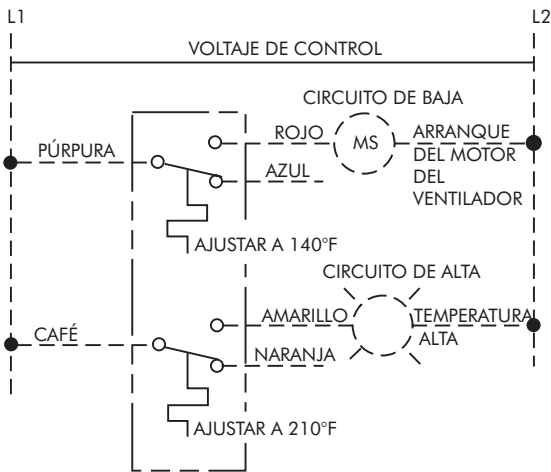 L1
L2
VOLTAJE DE CONTROL
CIRCUITO DE BAJA
PÚRPURA
ROJO
MS
ARRANQUE
DEL MOTOR
DEL
VENTILADOR
AZUL
AJUSTAR A 140°F
CIRCUITO DE ALTA
CAFÉ
AMARILLO
TEMPERATURA
ALTA
NARANJA
AJUSTAR A 210°F